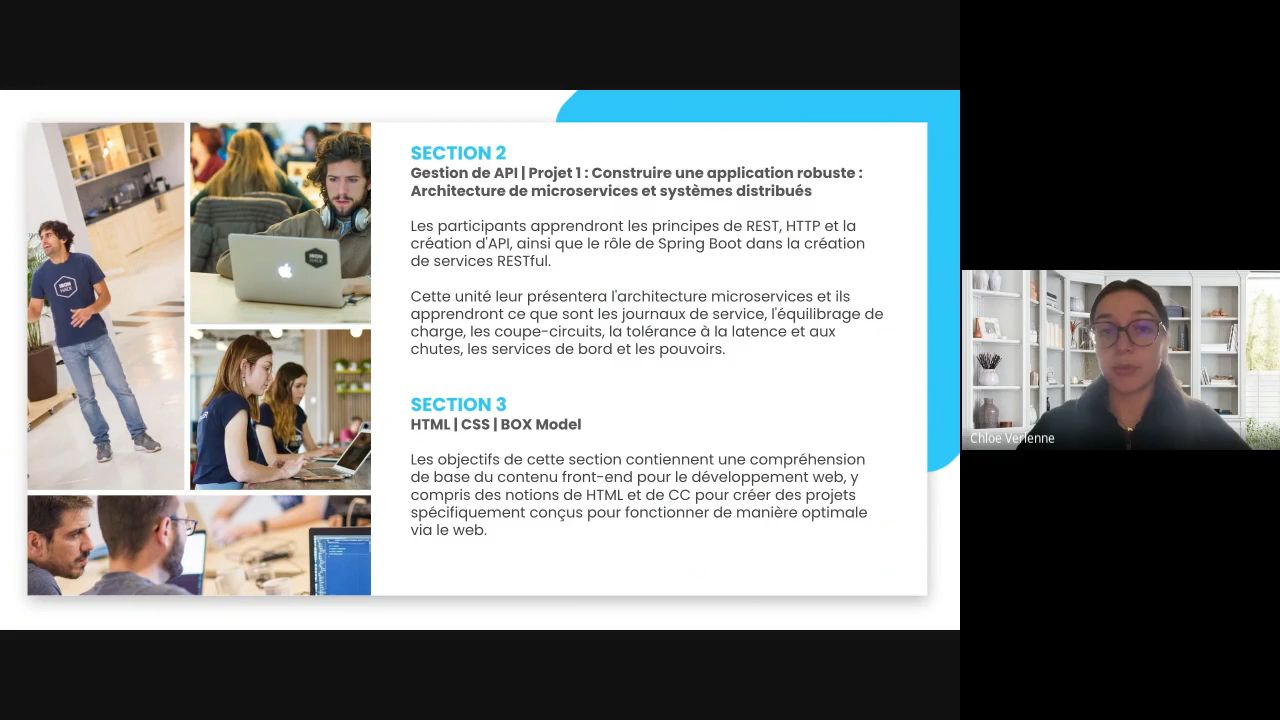 SECTION 2
Gestion de API | Projet 1 : Construire une application robuste :
Architecture de microservices et systèmes distribués
Les participants apprendront les principes de REST, HTTP et la
création d'API, ainsi que le rôle de Spring Boot dans la création
de services RESTful.
Cette unité leur présentera l'architecture microservices et ils
apprendront ce que sont les journaux de service, l'équilibrage de
charge, les coupe-circuits, la tolérance à la latence et aux
chutes, les services de bord et les pouvoirs.
SECTION 3
HTML | CSS | BOX Model
Les objectifs de cette section contiennent une compréhension
de base du contenu front-end pour le développement web, y
compris des notions de HTML et de CC pour créer des projets
spécifiquement conçus pour fonctionner de manière optimale
via le web.
IRON
HACK
IRON
HACK
Chloe Verienne